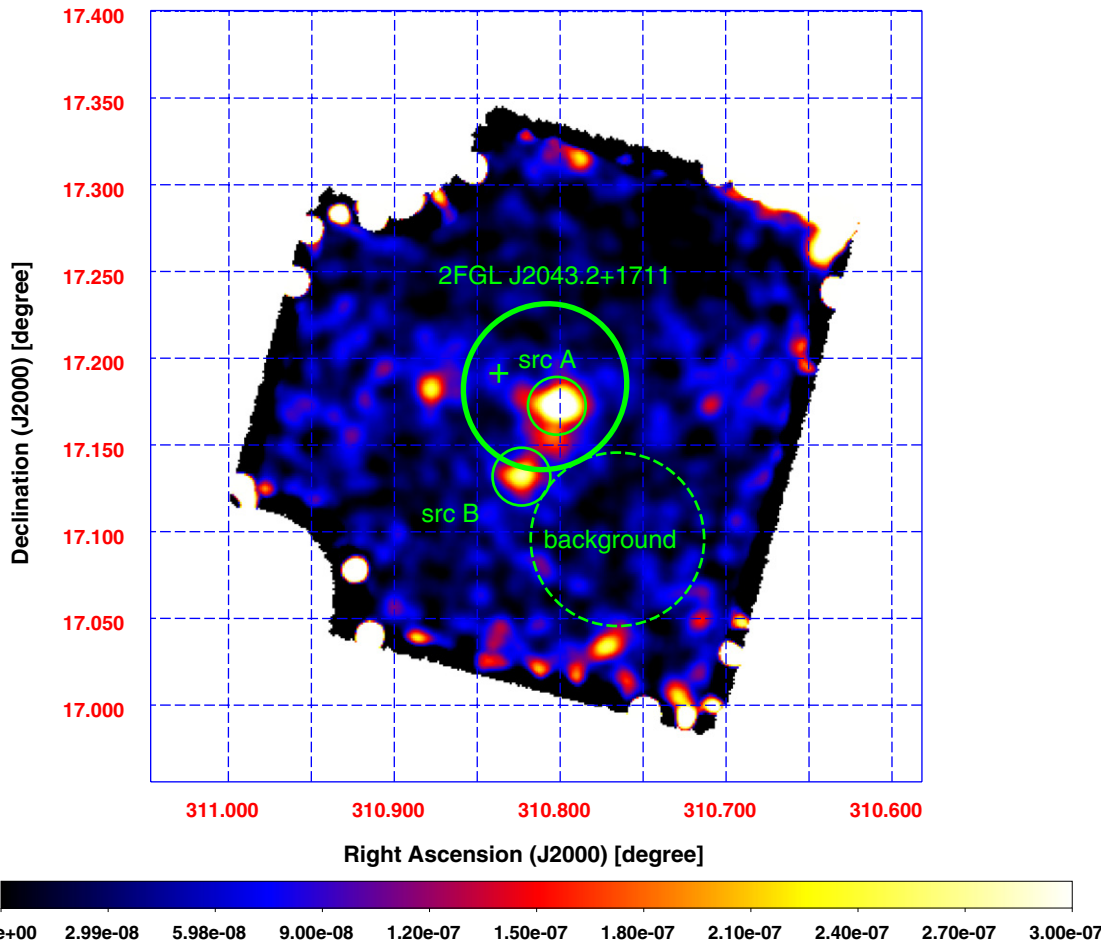 17.400
17.350
17.300
17.250
17.200
17.150
17.100
17.050
17.000
Declination (J2000) [degree]
2FGL J2043.2+1711
src A
src B
background
311.000 310.900 310.800 310.700 310.600
Right Ascension (J2000) [degree]
e+00 2.99e-08 5.98e-08 9.00e-08 1.20e-07 1.50e-07 1.80e-07 2.10e-07 2.40e-07 2.70e-07 3.00e-07